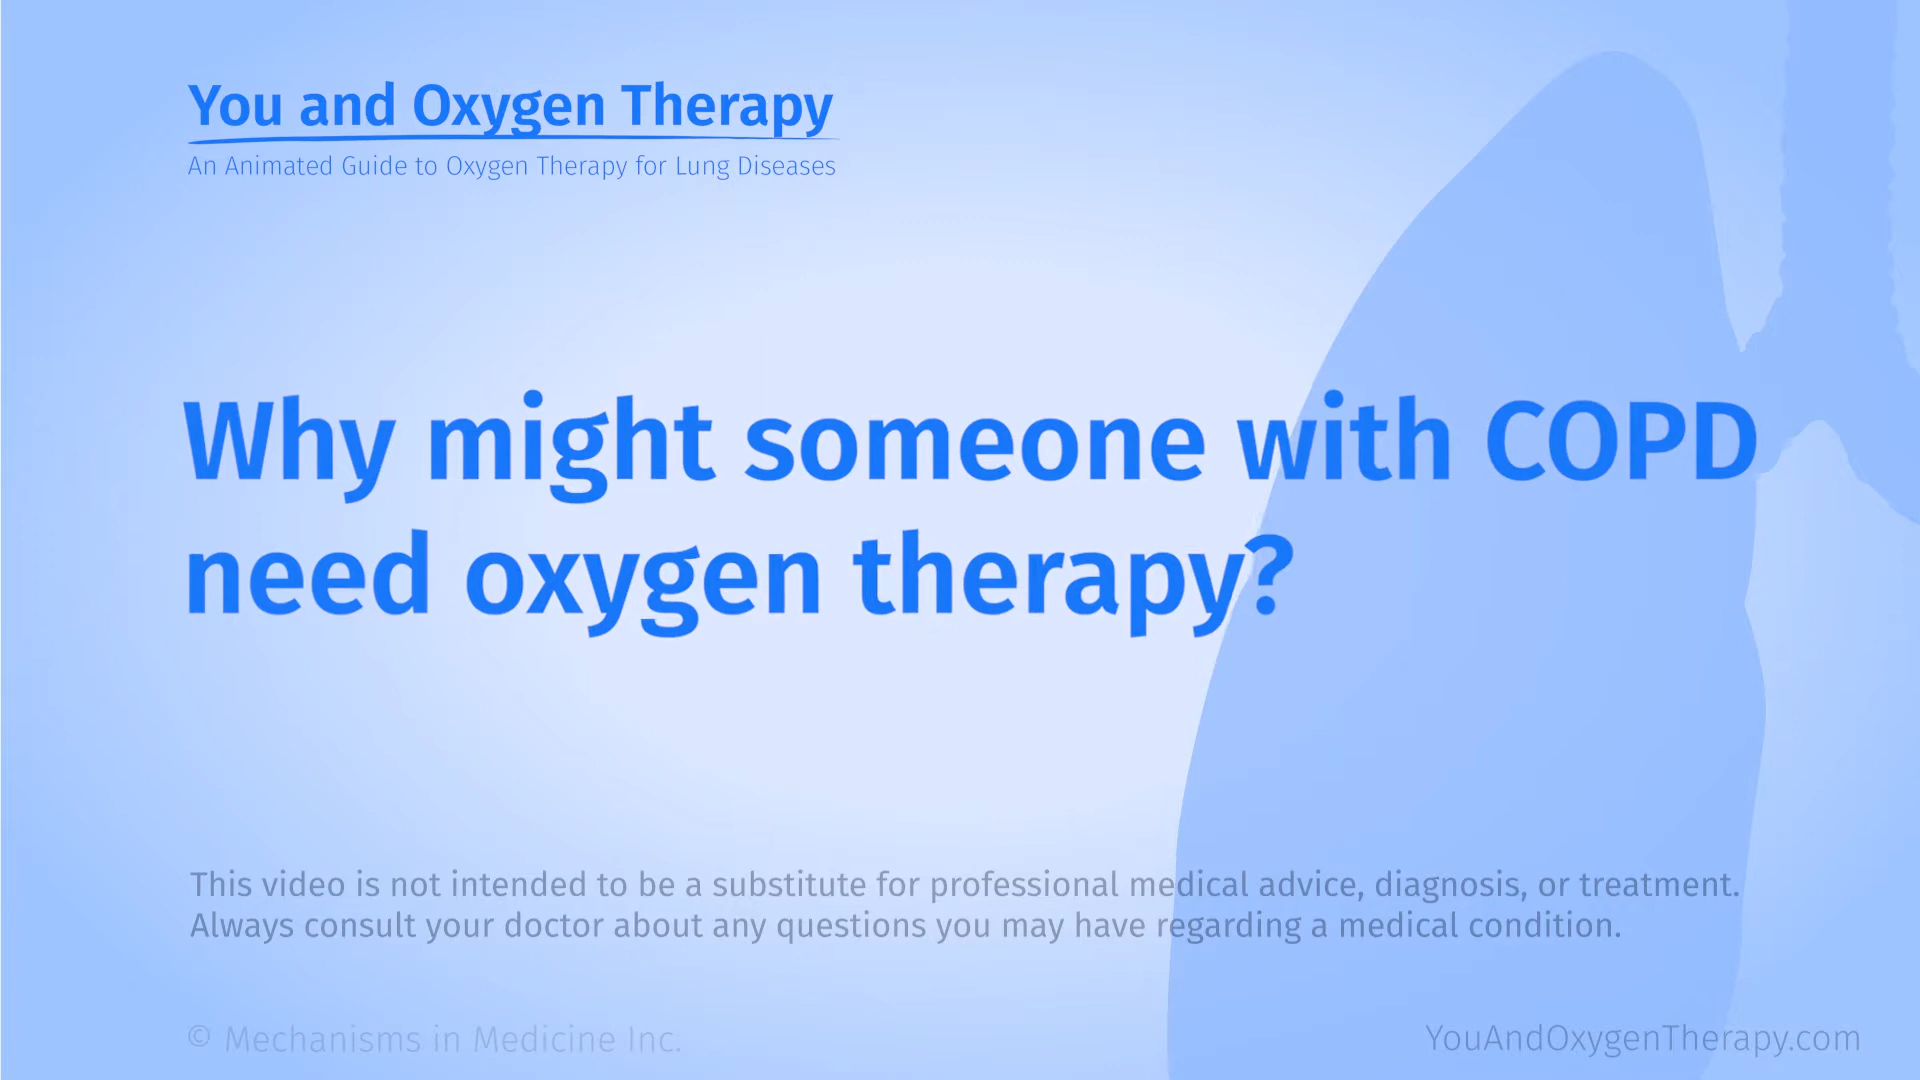 You and Oxygen Therapy
An Animated Guide to Oxygen Therapy for Lung Diseases
Why might someone with COPD
need oxygen therapy?
This video is not intended to be a substitute for professional medical advice, diagnosis, or treatment.
Always consult your doctor about any questions you may have regarding a medical condition.
© Mechanisms in Medicine Inc.
YouAndOxygenTherapy.com